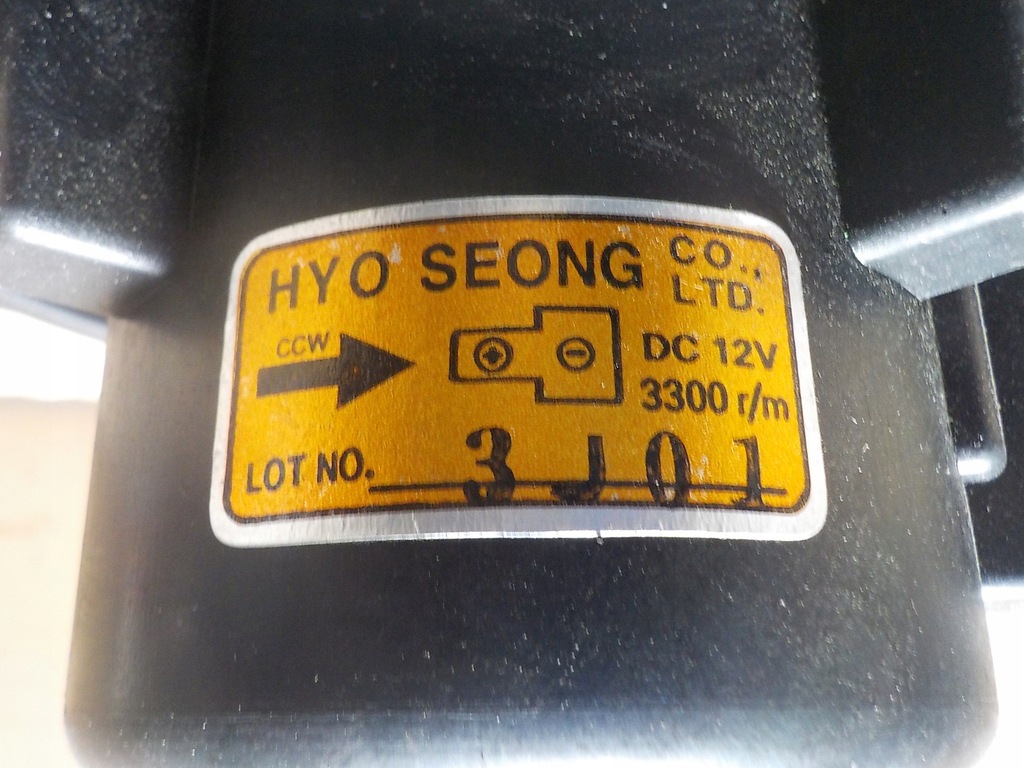 HYO SEONG CO., LTD.
CCW
⊕ ⊖
DC 12V
3300 r/m
LOT NO. 3J01